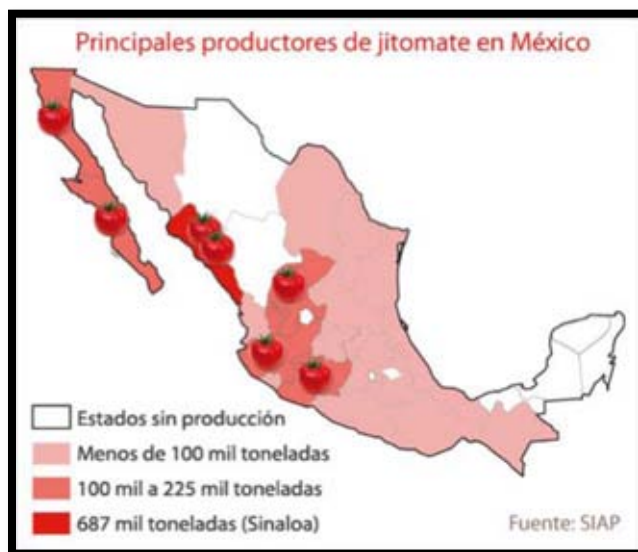 Principales productores de jitomate en México
Estados sin producción
Menos de 100 mil toneladas
100 mil a 225 mil toneladas
687 mil toneladas (Sinaloa)
Fuente: SIAP